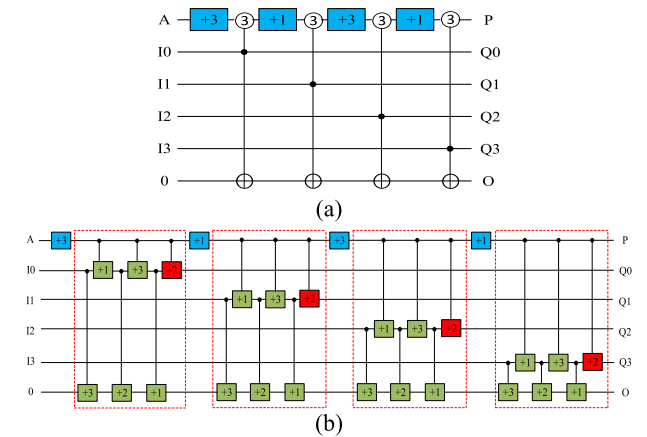 A +3 3 +1 3 +3 3 +1 3 P
I0 Q0
I1 Q1
I2 Q2
I3 Q3
0 O
(a)
A +3 +1 +3 +1 P
I0 +1 +3 +2 Q0
I1 +1 +3 +2 Q1
I2 +1 +3 +2 Q2
I3 +1 +3 +2 Q3
0 +3 +2 +1 +3 +2 +1 +3 +2 +1 +3 +2 +1 O
(b)